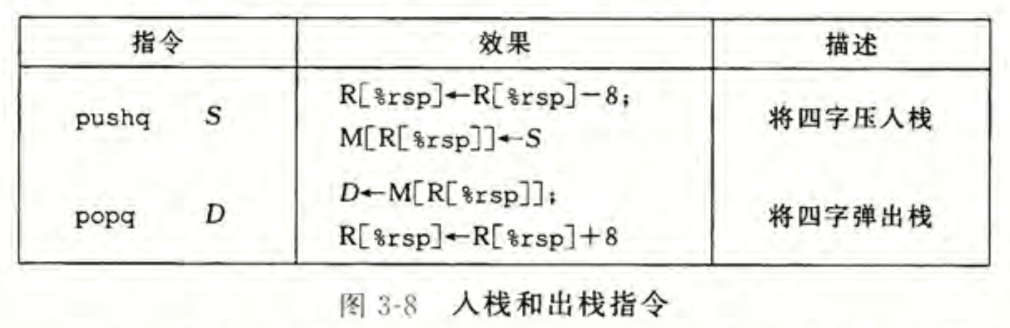 指令 效果 描述
pushq S R[%rsp]←R[%rsp]-8; 将四字压入栈
M[R[%rsp]]←S
popq D D←M[R[%rsp]]; 将四字弹出栈
R[%rsp]←R[%rsp]+8
图 3-8 入栈和出栈指令